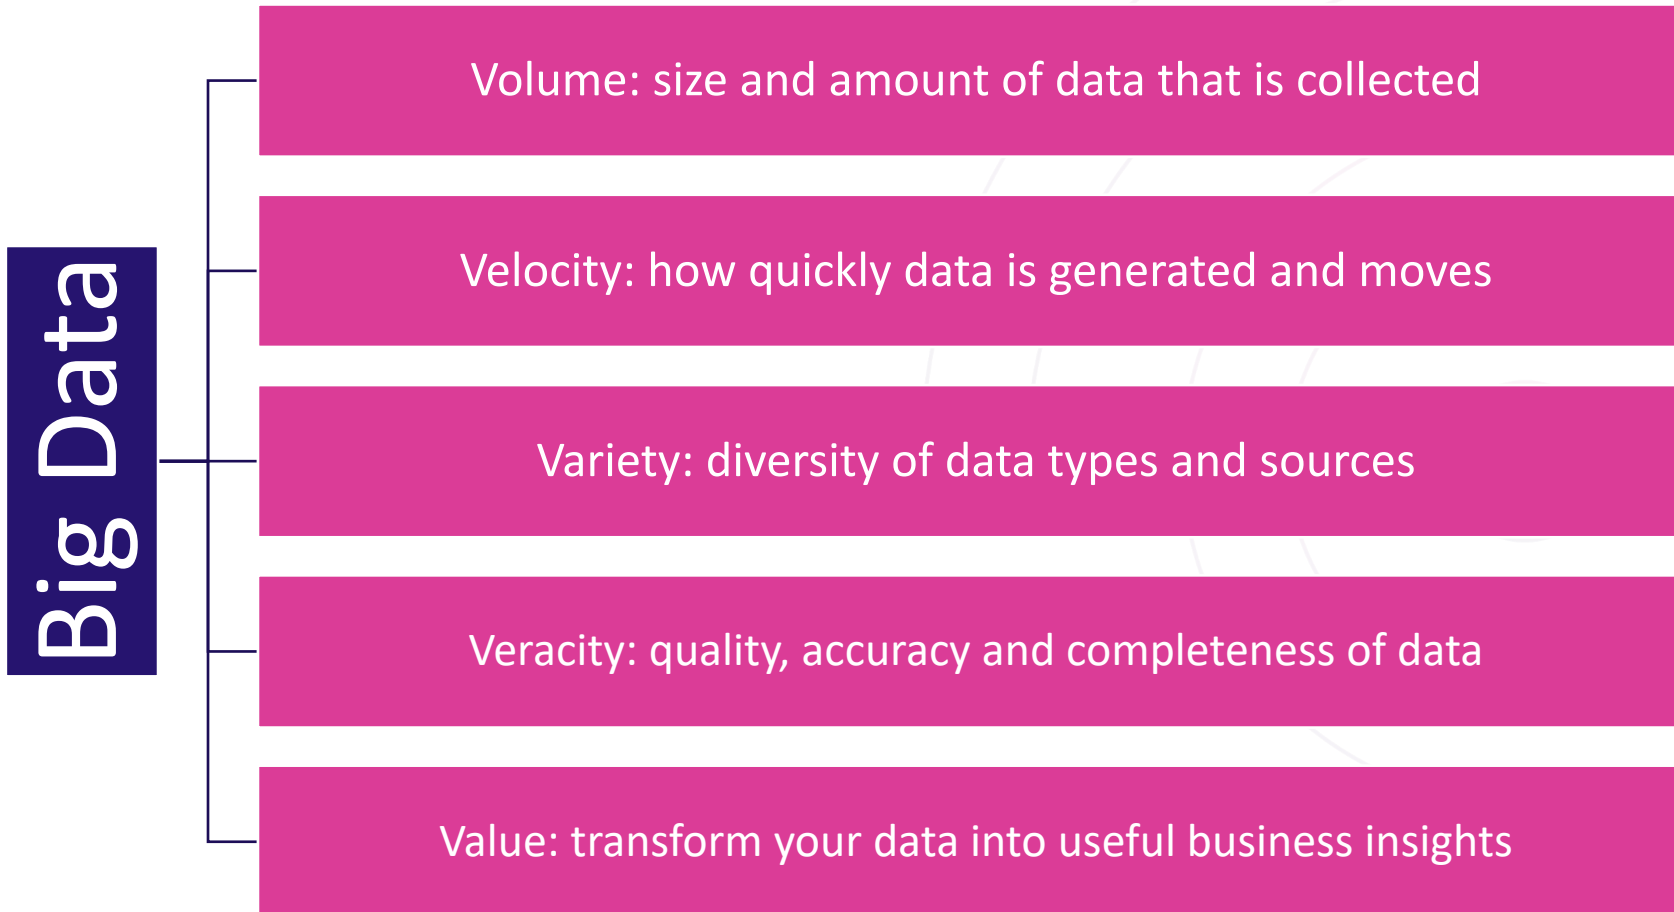 Big Data
Volume: size and amount of data that is collected
Velocity: how quickly data is generated and moves
Variety: diversity of data types and sources
Veracity: quality, accuracy and completeness of data
Value: transform your data into useful business insights